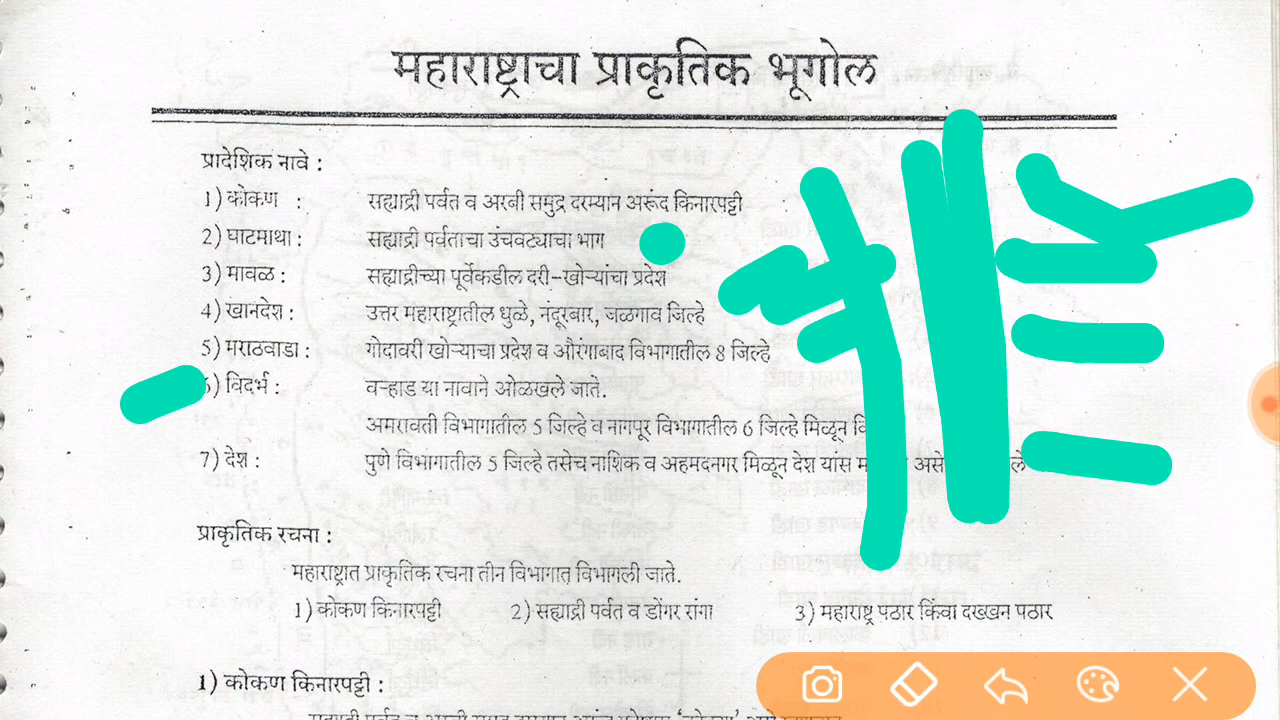 महाराष्ट्राचा प्राकृतिक भूगोल
प्रादेशिक नावे :
1) कोकण : सह्याद्री पर्वत व अरबी समुद्र दरम्यान अरूंद किनारपट्टी
2) घाटमाथा : सह्याद्री पर्वताचा उंचवट्याचा भाग
3) मावळ : सह्याद्रीच्या पूर्वेकडील दरी-खोऱ्यांचा प्रदेश
4) खानदेश : उत्तर महाराष्ट्रातील धुळे, नंदूरबार, जळगाव जिल्हे
5) मराठवाडा : गोदावरी खोऱ्याचा प्रदेश व औरंगाबाद विभागातील 8 जिल्हे
) विदर्भ : वऱ्हाड या नावाने ओळखले जाते.
अमरावती विभागातील 5 जिल्हे व नागपूर विभागातील 6 जिल्हे मिळून
7) देश : पुणे विभागातील 5 जिल्हे तसेच नाशिक व अहमदनगर मिळून देश यांस
प्राकृतिक रचना :
महाराष्ट्रात प्राकृतिक रचना तीन विभागात विभागली जाते.
1) कोकण किनारपट्टी 2) सह्याद्री पर्वत व डोंगर रांगा 3) महाराष्ट्र पठार किंवा दख्खन पठार
1) कोकण किनारपट्टी :